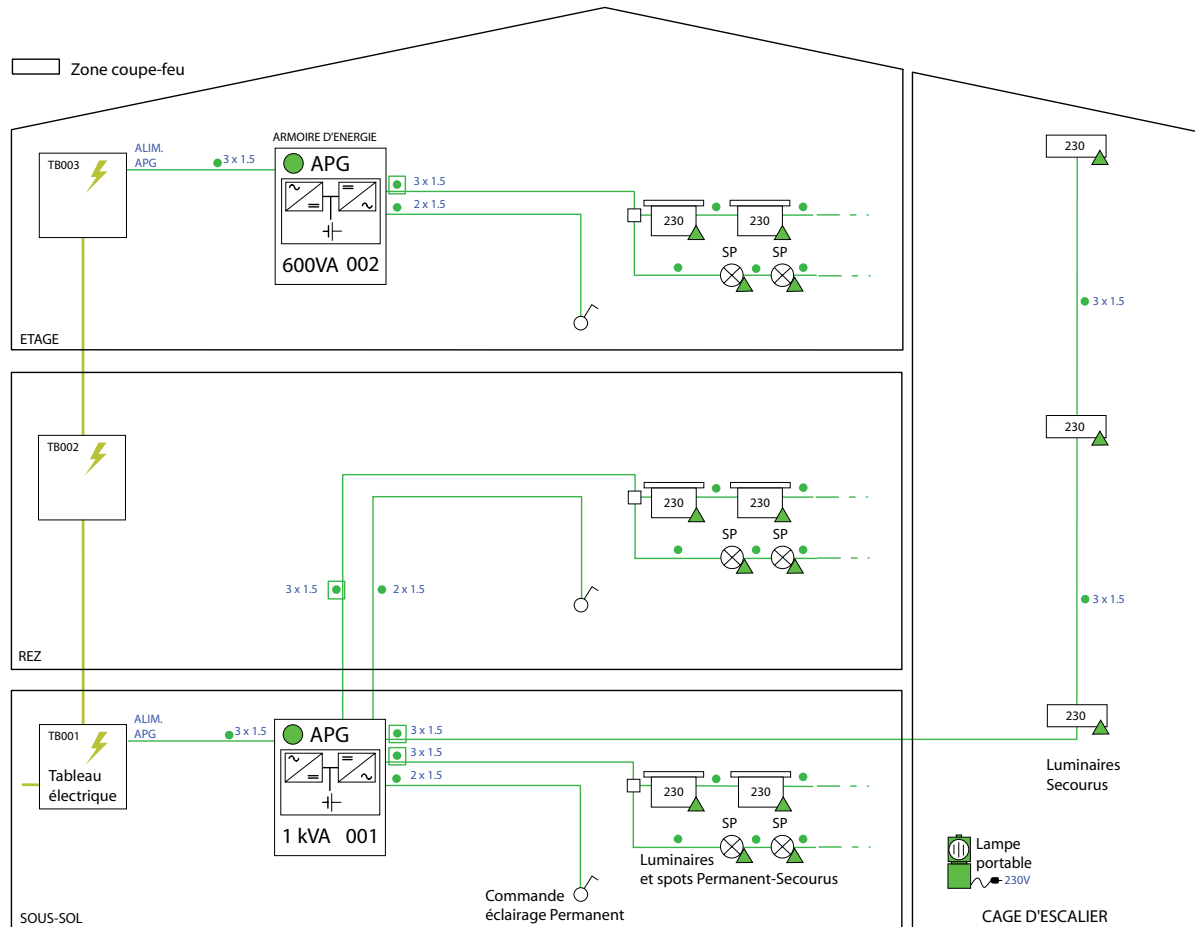 Zone coupe-feu
ARMOIRE D'ENERGIE
TB003
ALIM.
APG
3 x 1.5
APG
600VA 002
3 x 1.5
2 x 1.5
230
230
SP
SP
ETAGE
230
3 x 1.5
TB002
230
230
SP
SP
3 x 1.5
2 x 1.5
REZ
230
3 x 1.5
TB001
Tableau
électrique
ALIM.
APG
3 x 1.5
APG
1 kVA 001
3 x 1.5
3 x 1.5
2 x 1.5
230
230
SP
SP
Luminaires
et spots Permanent-Secourus
Commande
éclairage Permanent
SOUS-SOL
230
Luminaires
Secourus
Lampe
portable
230V
CAGE D'ESCALIER